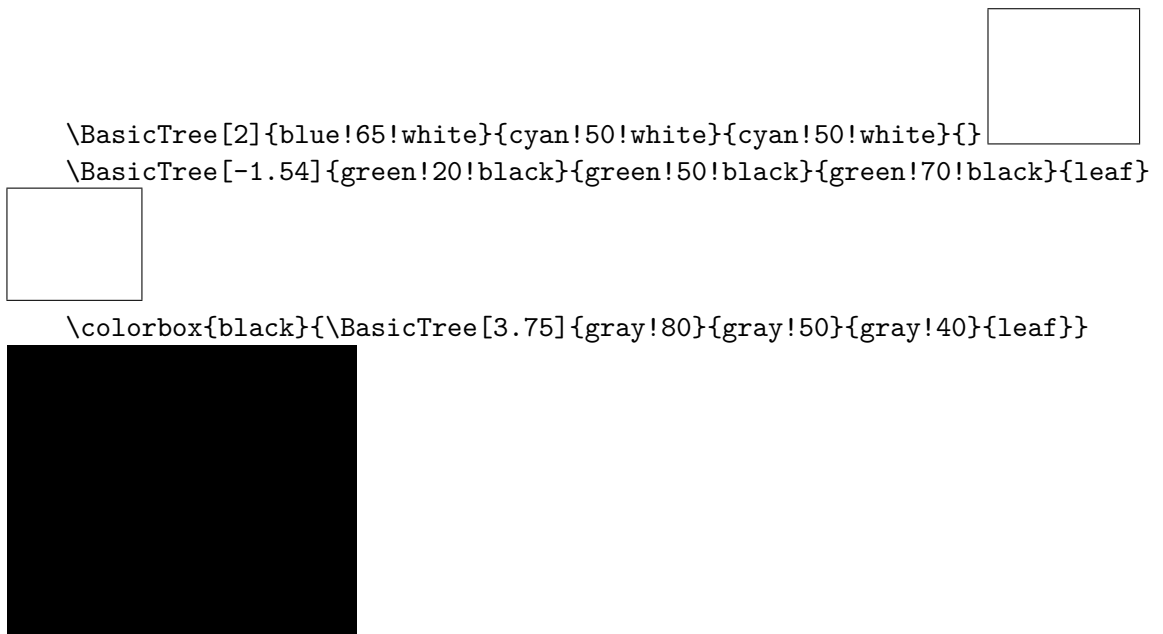 \BasicTree[2]{blue!65!white}{cyan!50!white}{cyan!50!white}{}
\BasicTree[-1.54]{green!20!black}{green!50!black}{green!70!black}{leaf}
\colorbox{black}{\BasicTree[3.75]{gray!80}{gray!50}{gray!40}{leaf}}